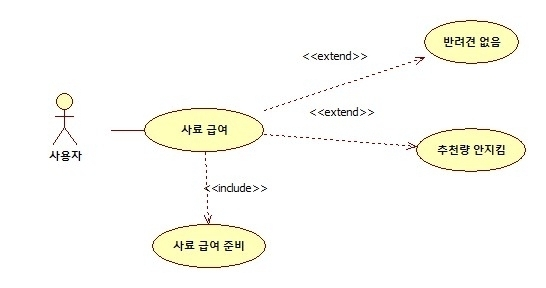 반려견 없음
<<extend>>
<<extend>>
사료 급여
사용자
추천량 안지킴
<<include>>
사료 급여 준비